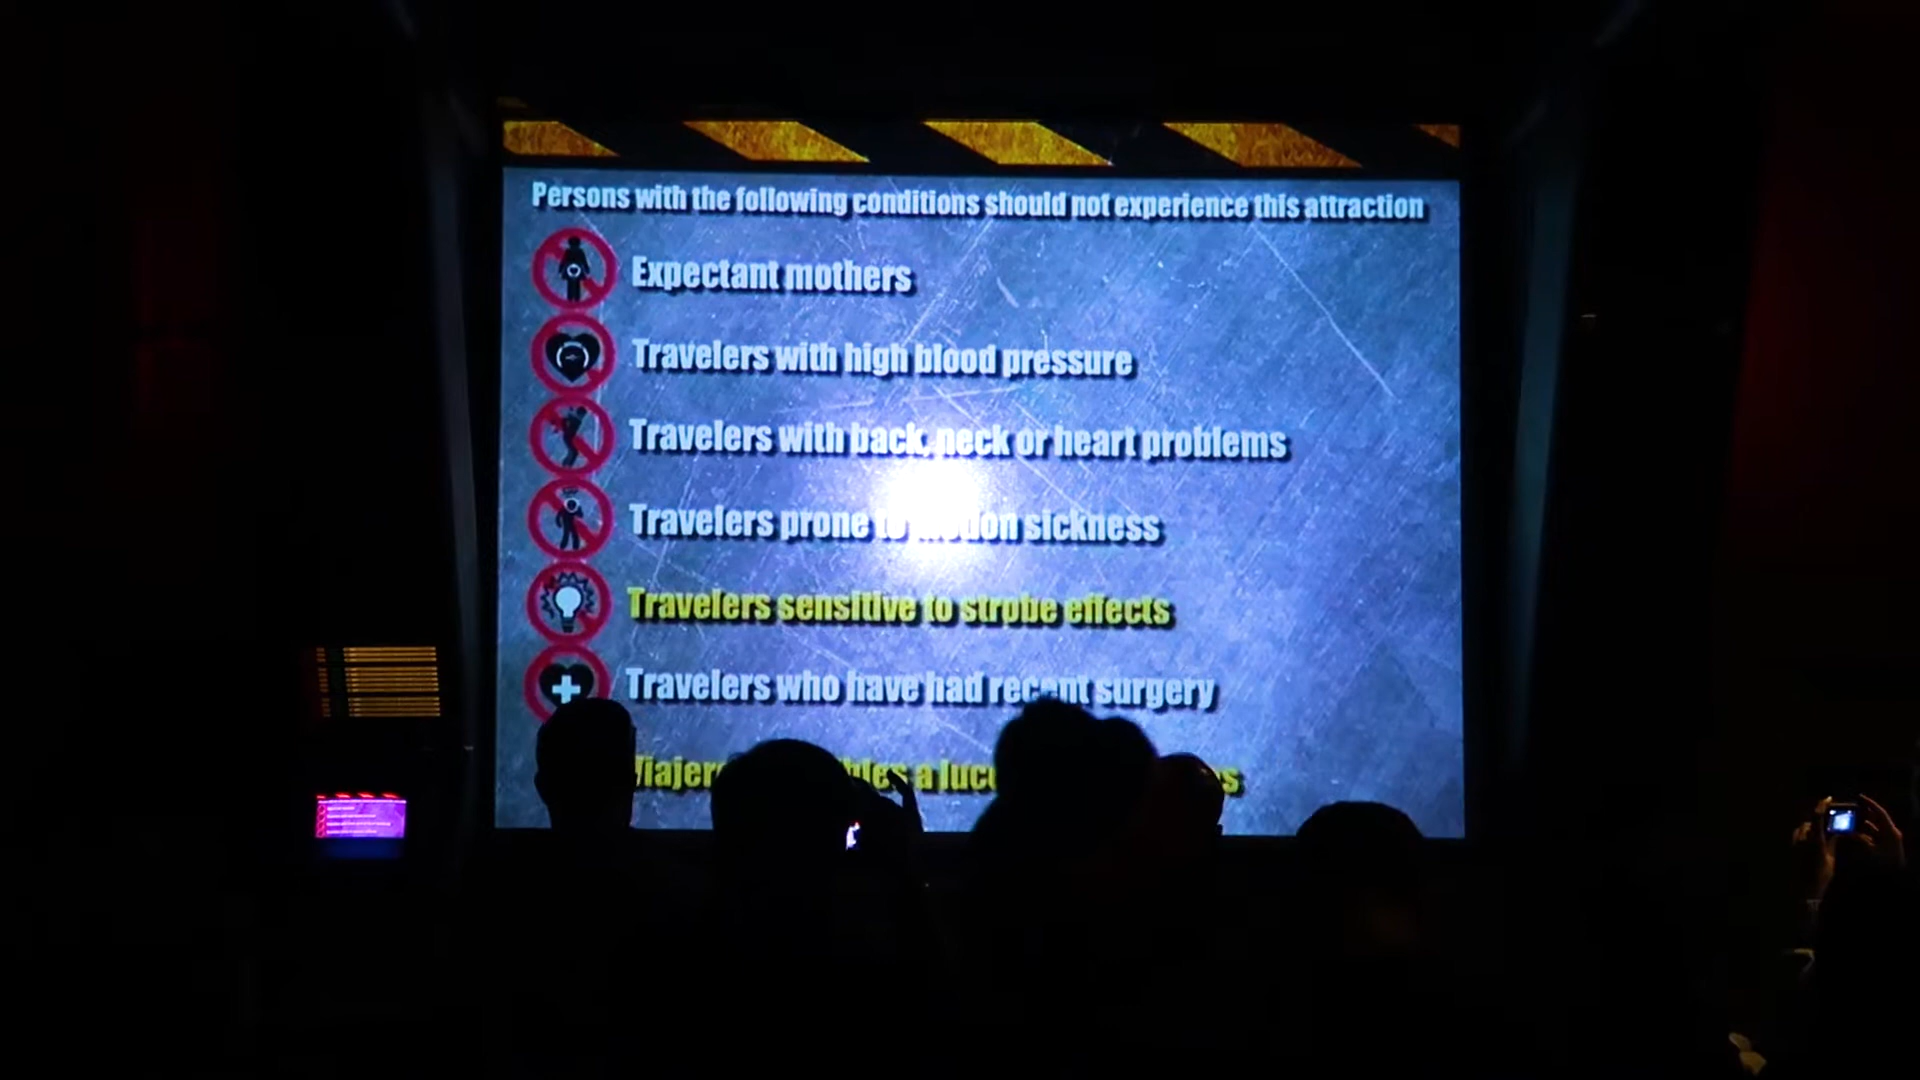 Persons with the following conditions should not experience this attraction
Expectant mothers
Travelers with high blood pressure
Travelers with back, neck or heart problems
Travelers prone to motion sickness
Travelers sensitive to strobe effects
Travelers who have had recent surgery
a